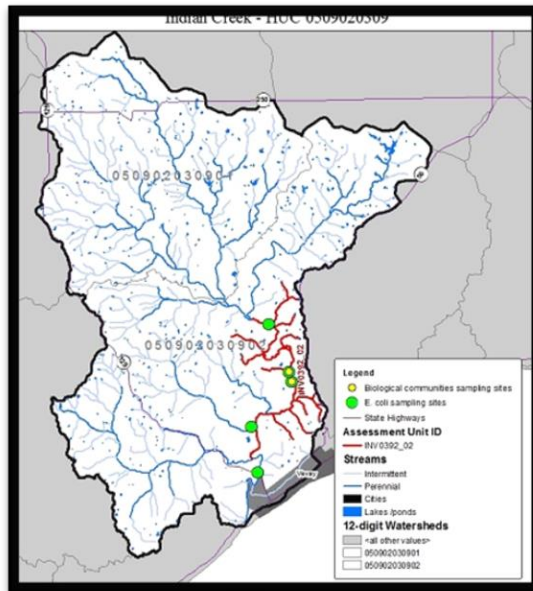 Indian Creek - HUC 0509020309
050902030901
050902030902
INV0392_02
Vevay
Legend
Biological communities sampling sites
E. coli sampling sites
State Highways
Assessment Unit ID
INV0392_02
Streams
Intermittent
Perennial
Cities
Lakes /ponds
12-digit Watersheds
<all other values>
050902030901
050902030902